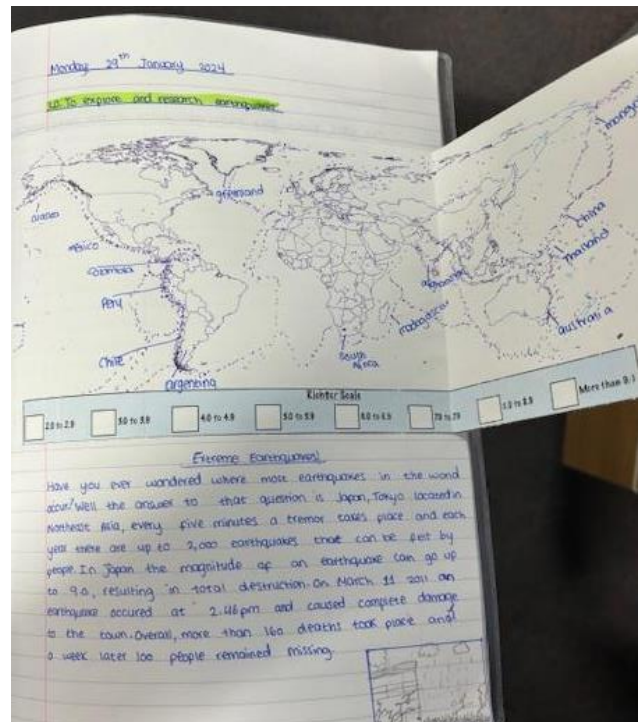 Monday 29th January 2024
LO To explore and research earthquakes
mongo
greenland
alaska
china
mexico
Thailand
Colombia
Peru
madagascar
australia
Chile
South Africa
argentina
Richter Scale
2.0 to 2.9
3.0 to 3.9
4.0 to 4.9
5.0 to 5.9
6.0 to 6.9
7.0 to 7.9
More than 9.1
Extreme Earthquakes!
Have you ever wondered where most earthquakes in the world
occur? Well the answer to that question is Japan, Tokyo located in
Northeast Asia, every five minutes a tremor takes place and each
year there are up to 2,000 earthquakes that can be felt by
people. In Japan the magnitude of an earthquake can go up
to 9.0, resulting in total destruction. On March 11 2011 an
earthquake occured at 2.46pm and caused complete damage
to the town. Overall, more than 160 deaths took place and
a week later 100 people remained missing